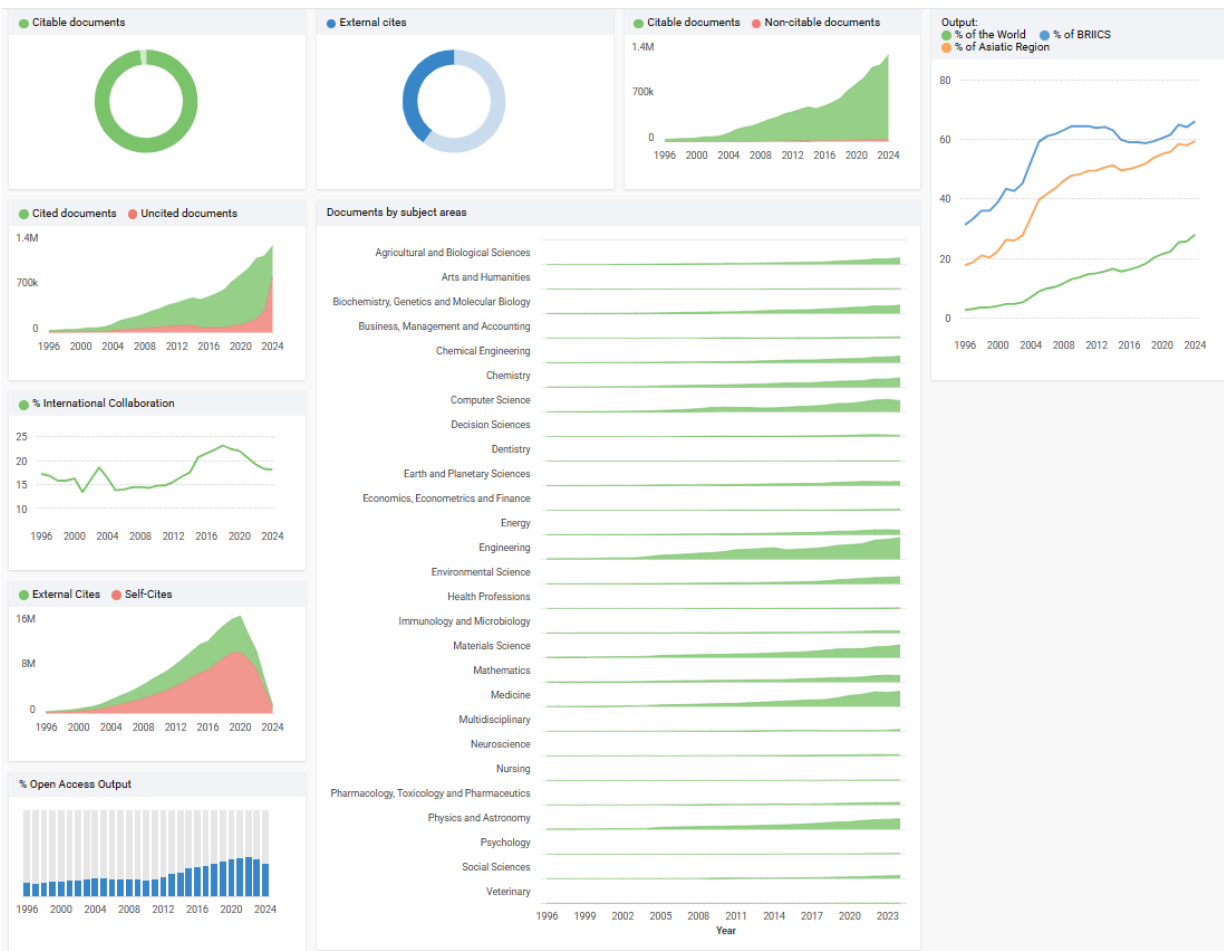 Citable documents
External cites
Citable documents Non-citable documents
1.4M
700k
0
1996 2000 2004 2008 2012 2016 2020 2024
Output:
% of the World % of BRIICS
% of Asiatic Region
80
60
40
20
0
1996 2000 2004 2008 2012 2016 2020 2024
Cited documents Uncited documents
1.4M
700k
0
1996 2000 2004 2008 2012 2016 2020 2024
% International Collaboration
25
20
15
10
1996 2000 2004 2008 2012 2016 2020 2024
External Cites Self-Cites
16M
8M
0
1996 2000 2004 2008 2012 2016 2020 2024
% Open Access Output
1996 2000 2004 2008 2012 2016 2020 2024
Documents by subject areas
Agricultural and Biological Sciences
Arts and Humanities
Biochemistry, Genetics and Molecular Biology
Business, Management and Accounting
Chemical Engineering
Chemistry
Computer Science
Decision Sciences
Dentistry
Earth and Planetary Sciences
Economics, Econometrics and Finance
Energy
Engineering
Environmental Science
Health Professions
Immunology and Microbiology
Materials Science
Mathematics
Medicine
Multidisciplinary
Neuroscience
Nursing
Pharmacology, Toxicology and Pharmaceutics
Physics and Astronomy
Psychology
Social Sciences
Veterinary
1996 1999 2002 2005 2008 2011 2014 2017 2020 2023
Year